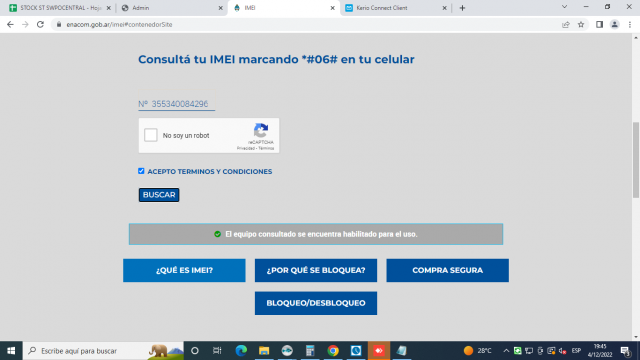 STOCK ST SWPOCENTRAL - Hoja
Admin
IMEI
Kerio Connect Client
enacom.gob.ar/imei#contenedorSite
Consultá tu IMEI marcando *#06# en tu celular
Nº 355340084296
No soy un robot
reCAPTCHA
Privacidad - Términos
ACEPTO TERMINOS Y CONDICIONES
BUSCAR
El equipo consultado se encuentra habilitado para el uso.
¿QUÉ ES IMEI?
¿POR QUÉ SE BLOQUEA?
COMPRA SEGURA
BLOQUEO/DESBLOQUEO
Escribe aquí para buscar
28°C
ESP
19:45
4/12/2022